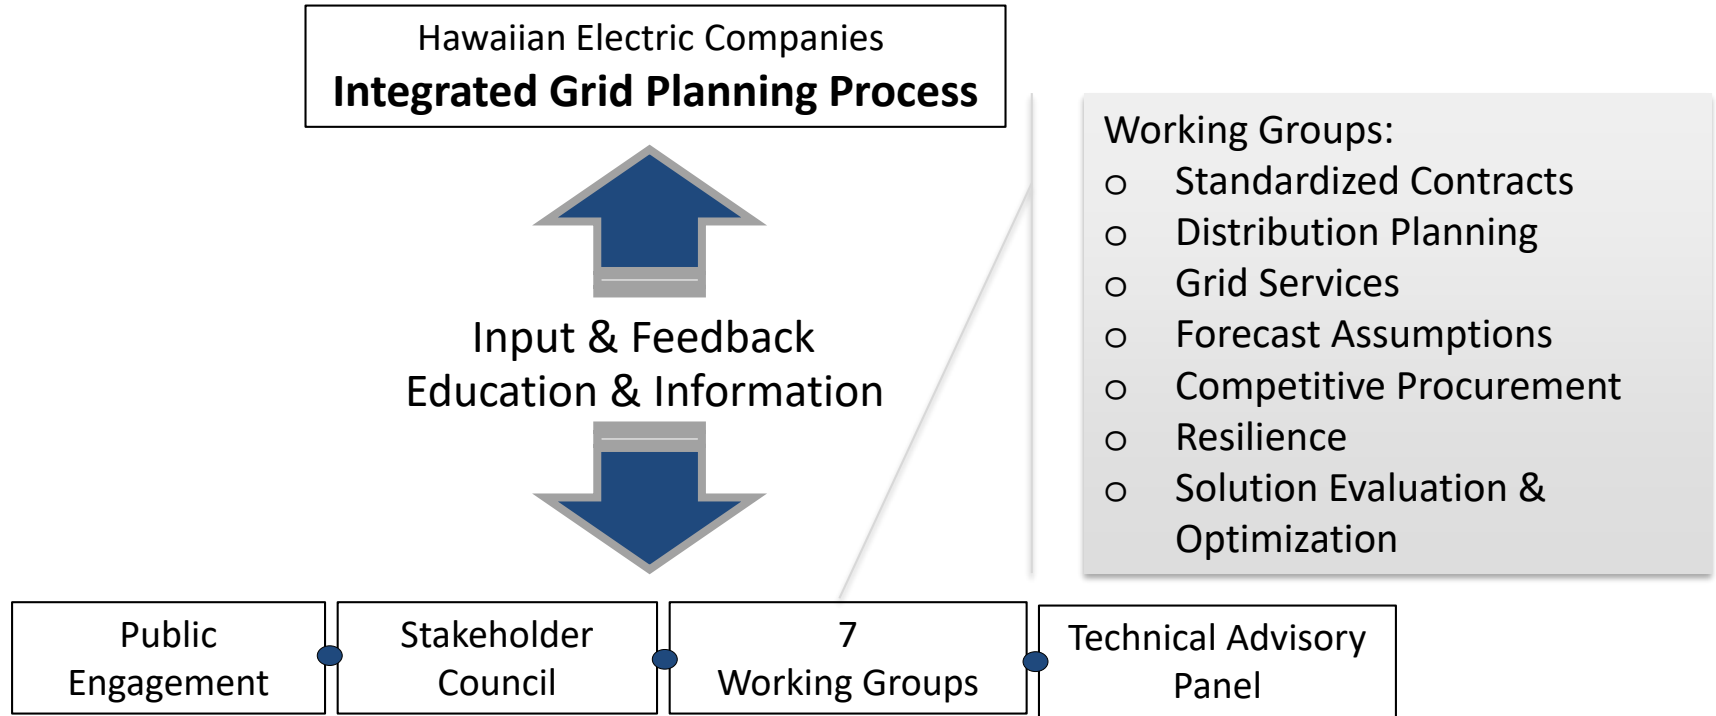 Hawaiian Electric Companies
Integrated Grid Planning Process
Input & Feedback
Education & Information
Working Groups:
o Standardized Contracts
o Distribution Planning
o Grid Services
o Forecast Assumptions
o Competitive Procurement
o Resilience
o Solution Evaluation &
Optimization
Public
Engagement
Stakeholder
Council
7
Working Groups
Technical Advisory
Panel